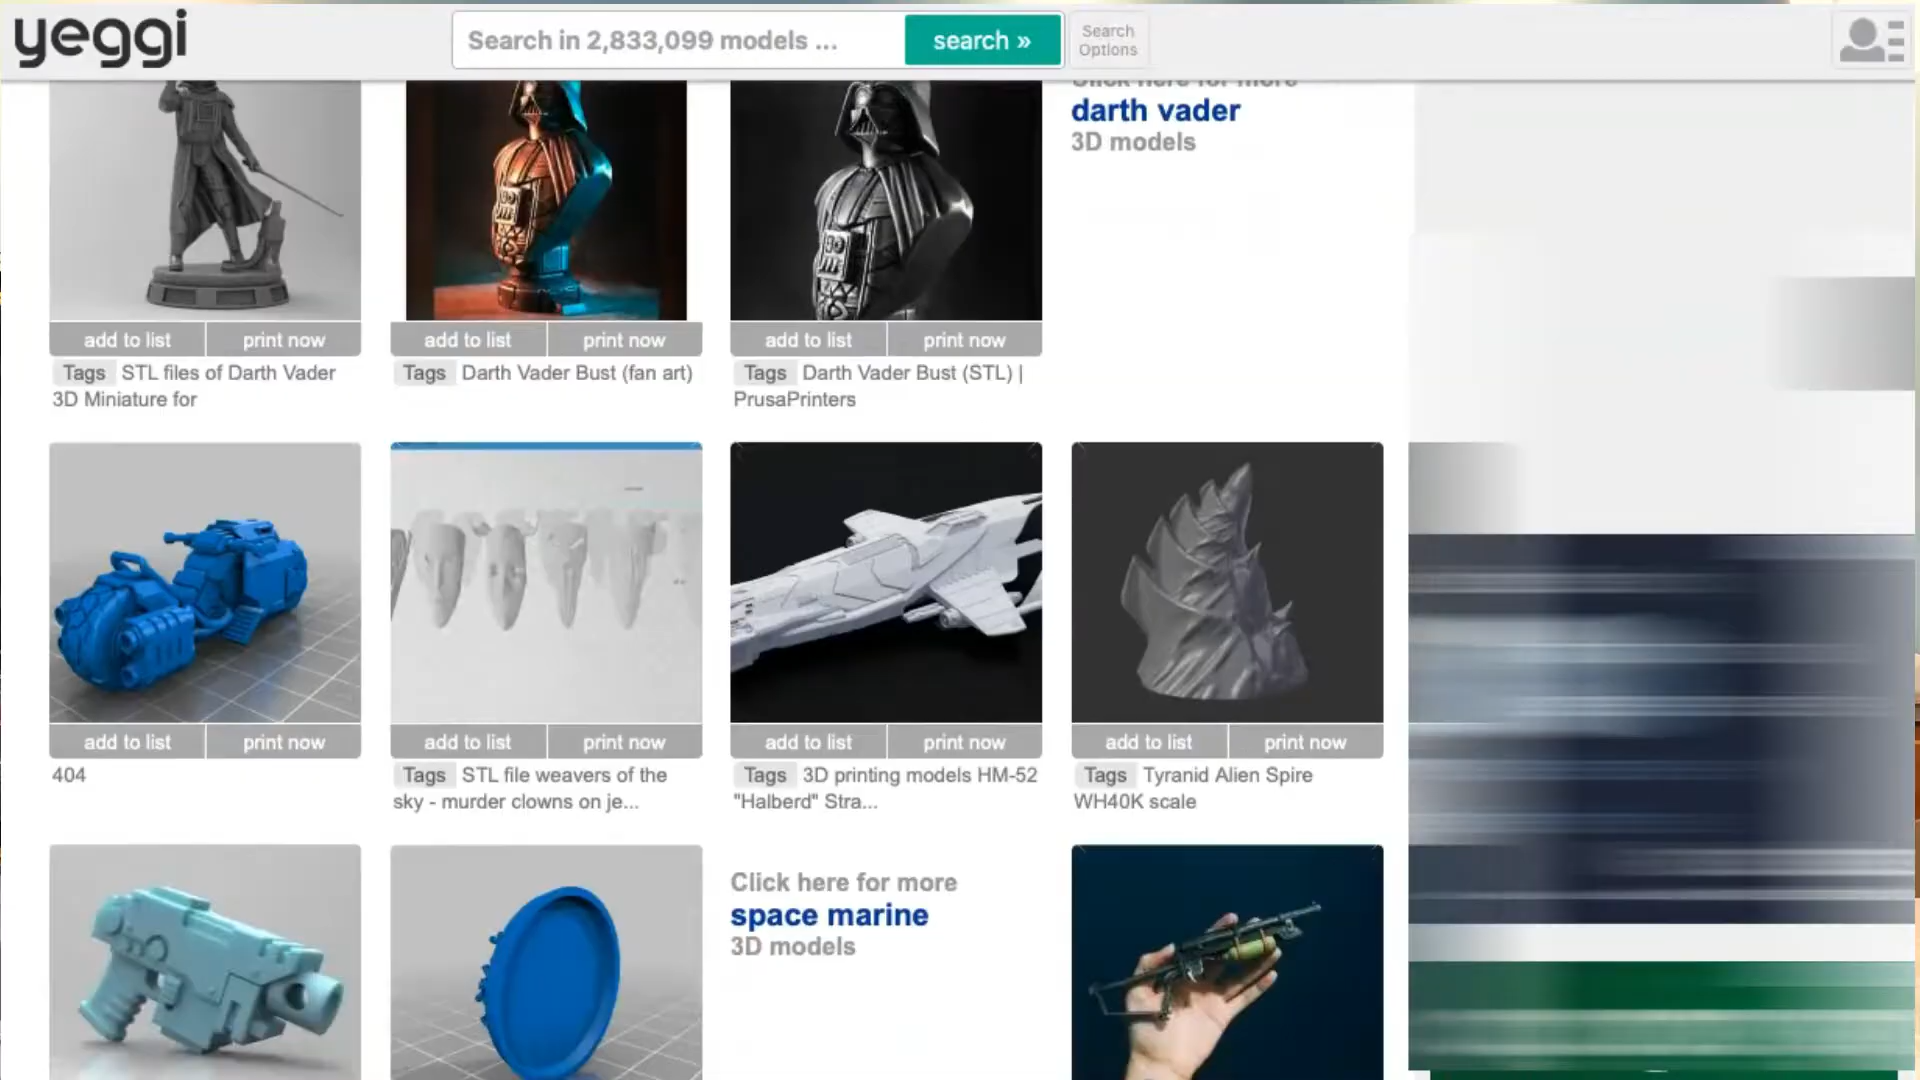 yeggi
Search in 2,833,099 models ...
search »
Search
Options
Click here for more
darth vader
3D models
add to list
print now
add to list
print now
add to list
print now
Tags STL files of Darth Vader
3D Miniature for
Tags Darth Vader Bust (fan art)
Tags Darth Vader Bust (STL) |
PrusaPrinters
add to list
print now
add to list
print now
add to list
print now
add to list
print now
404
Tags STL file weavers of the
sky - murder clowns on je...
Tags 3D printing models HM-52
"Halberd" Stra...
Tags Tyranid Alien Spire
WH40K scale
Click here for more
space marine
3D models